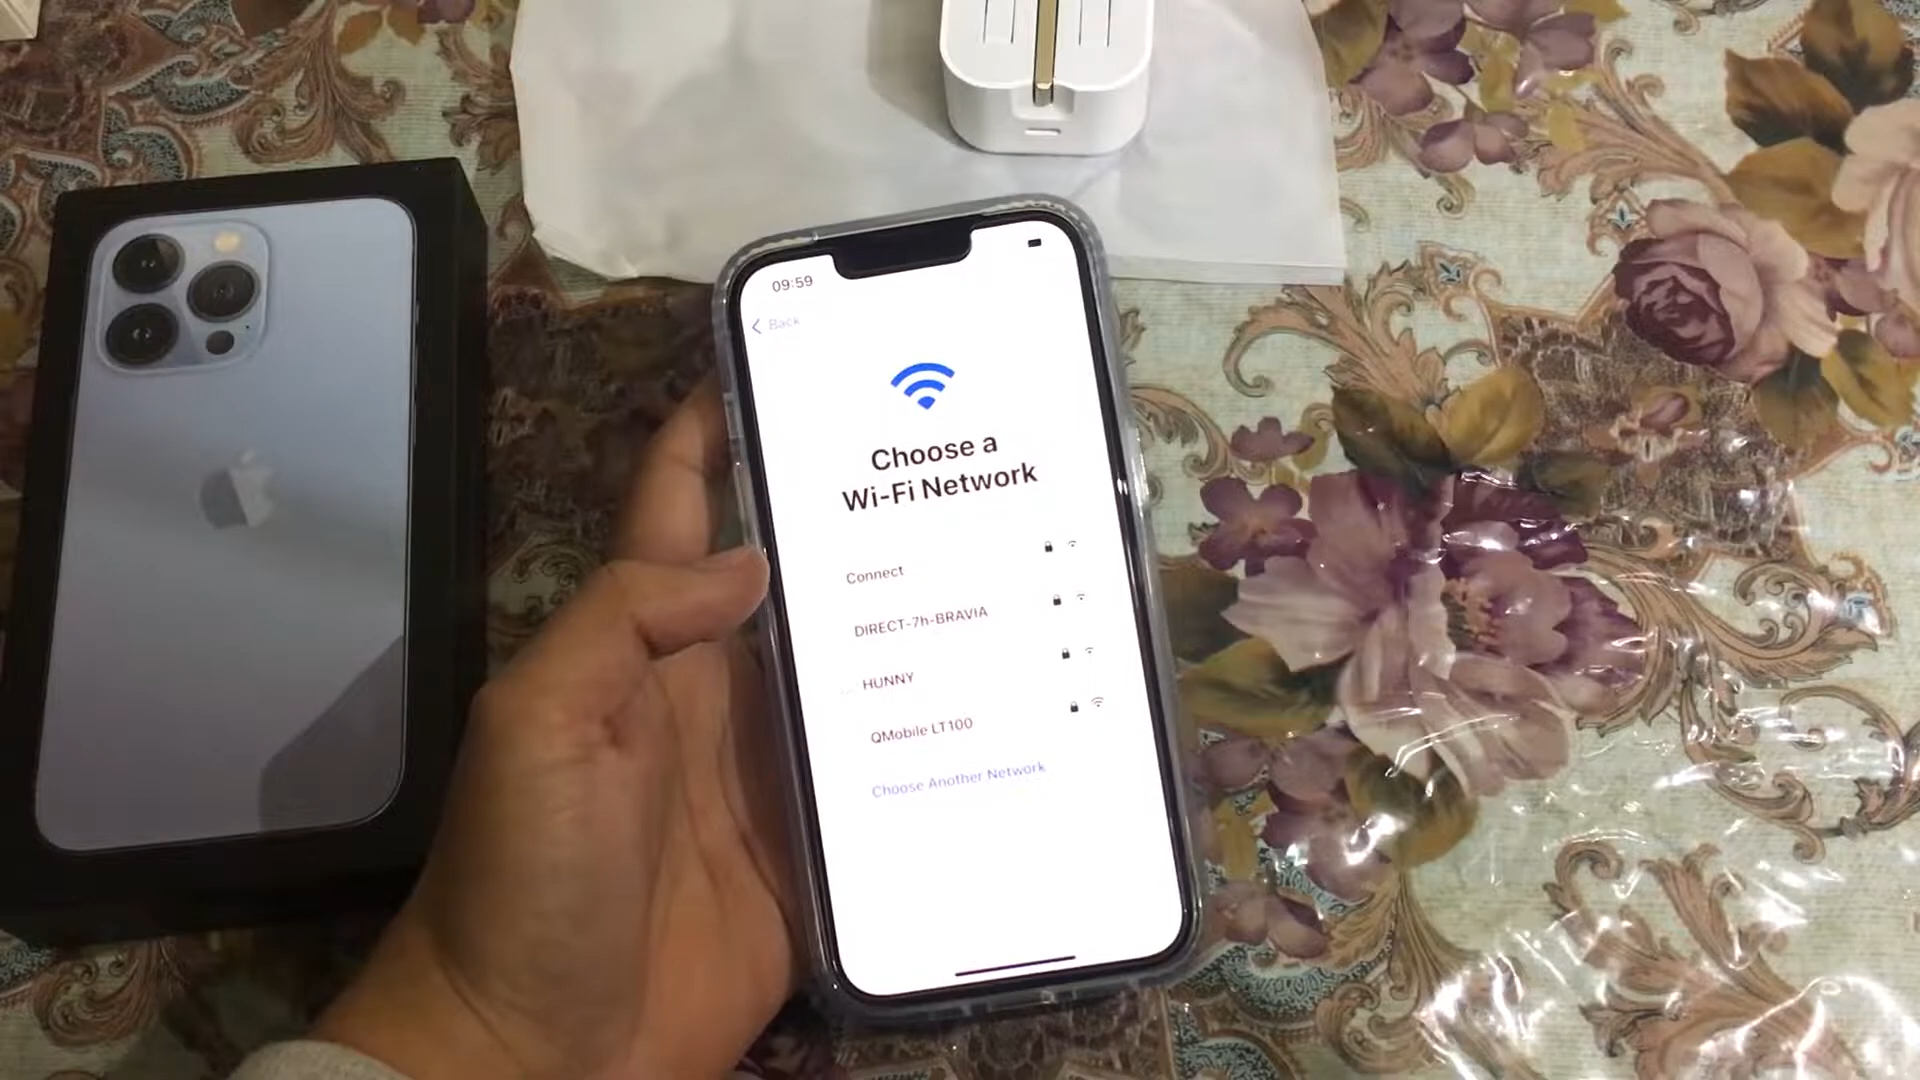 09:59
Back
Choose a
Wi-Fi Network
Connect
DIRECT-7h-BRAVIA
HUNNY
QMobile LT100
Choose Another Network